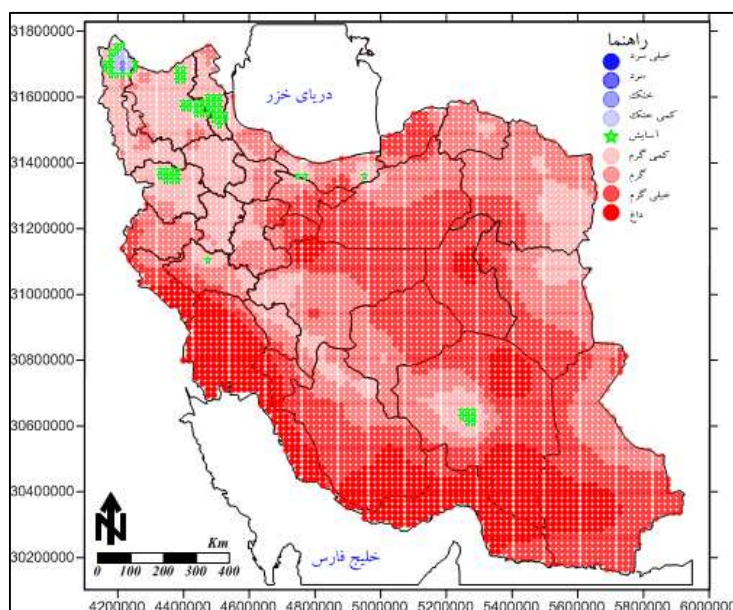 31800000
31600000
31400000
31200000
31000000
30800000
30600000
30400000
30200000
دریای خزر
راهنما
خیلی سرد
سرد
خنک
کمی خنک
آسایش
کمی گرم
گرم
خیلی گرم
داغ
N
Km
0 100 200 300 400
خلیج فارس
4200000 4400000 4600000 4800000 5000000 5200000 5400000 5600000 5800000 6000000